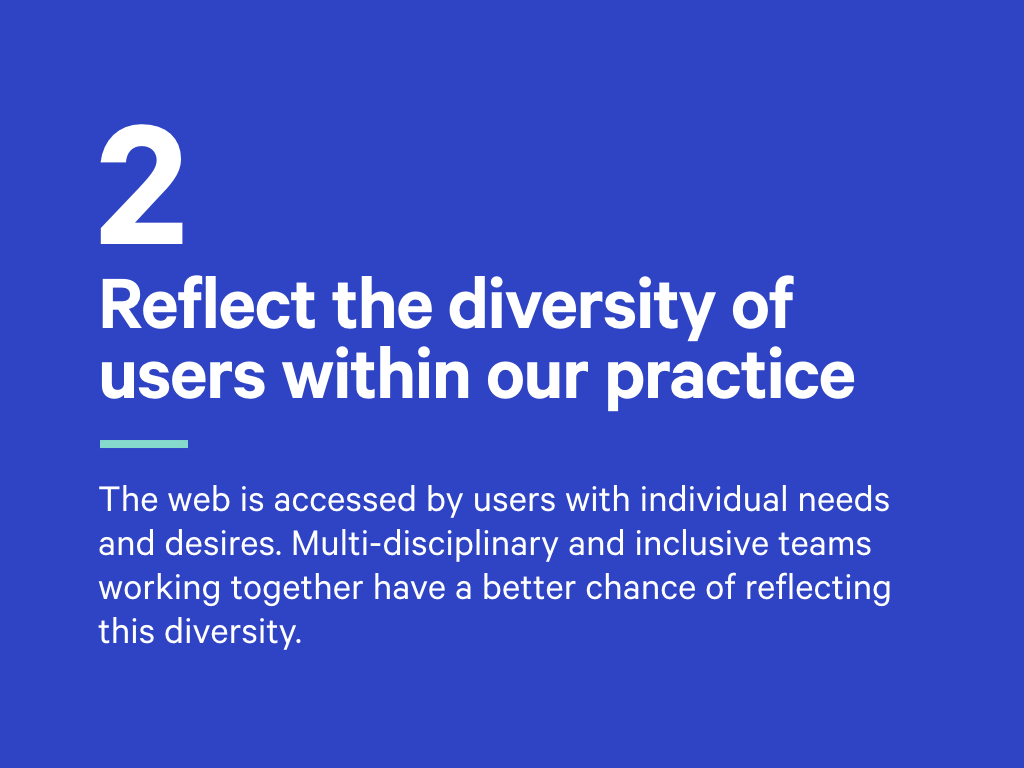 2
Reflect the diversity of
users within our practice
The web is accessed by users with individual needs
and desires. Multi-disciplinary and inclusive teams
working together have a better chance of reflecting
this diversity.